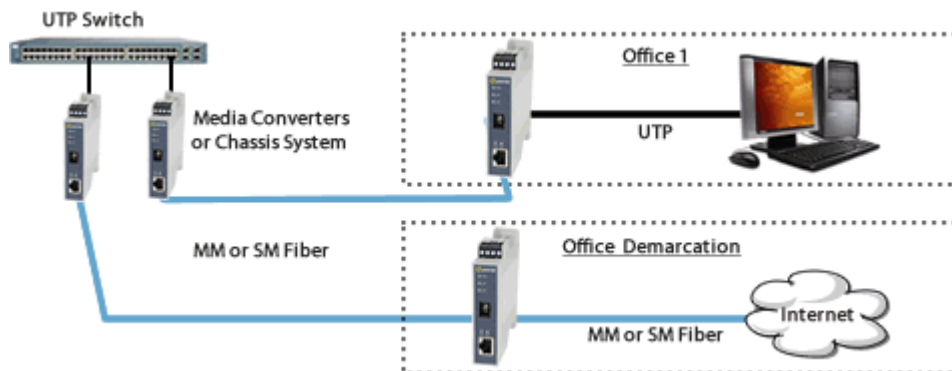 UTP Switch
Office 1
Media Converters
or Chassis System
UTP
MM or SM Fiber
Office Demarcation
Internet
MM or SM Fiber